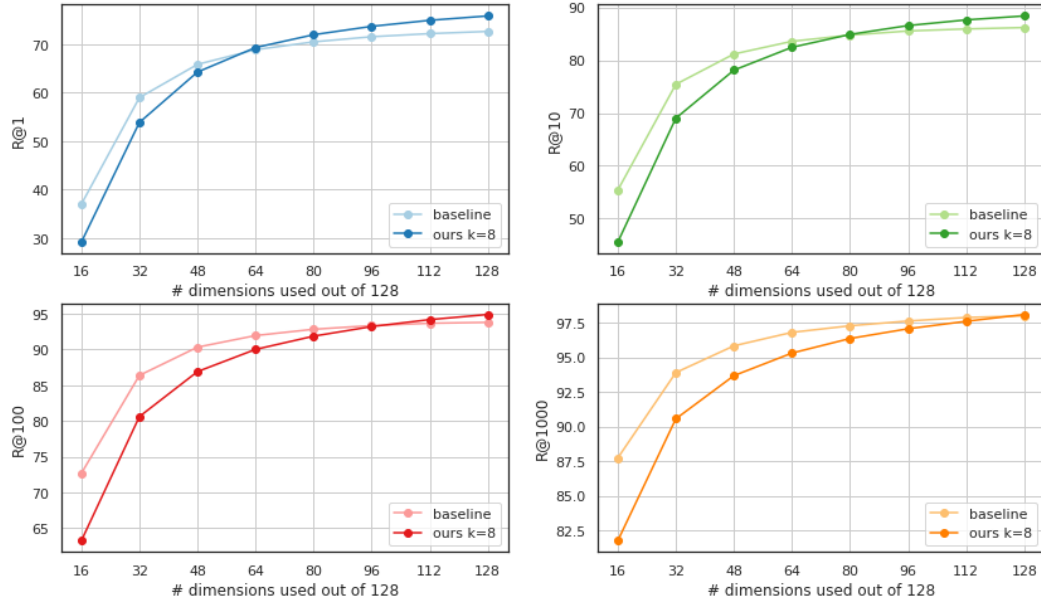 R@1
70
60
50
40
30
baseline
ours k=8
16 32 48 64 80 96 112 128
# dimensions used out of 128
R@10
90
80
70
60
50
baseline
ours k=8
16 32 48 64 80 96 112 128
# dimensions used out of 128
R@100
95
90
85
80
75
70
65
baseline
ours k=8
16 32 48 64 80 96 112 128
# dimensions used out of 128
R@1000
97.5
95.0
92.5
90.0
87.5
85.0
82.5
baseline
ours k=8
16 32 48 64 80 96 112 128
# dimensions used out of 128